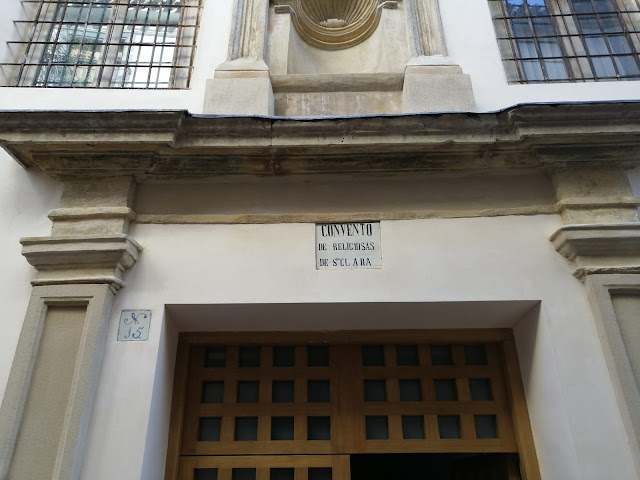 CONVENTO
DE RELIGIOSAS
DE Sᵗᵃ CLARA
Nº
15.